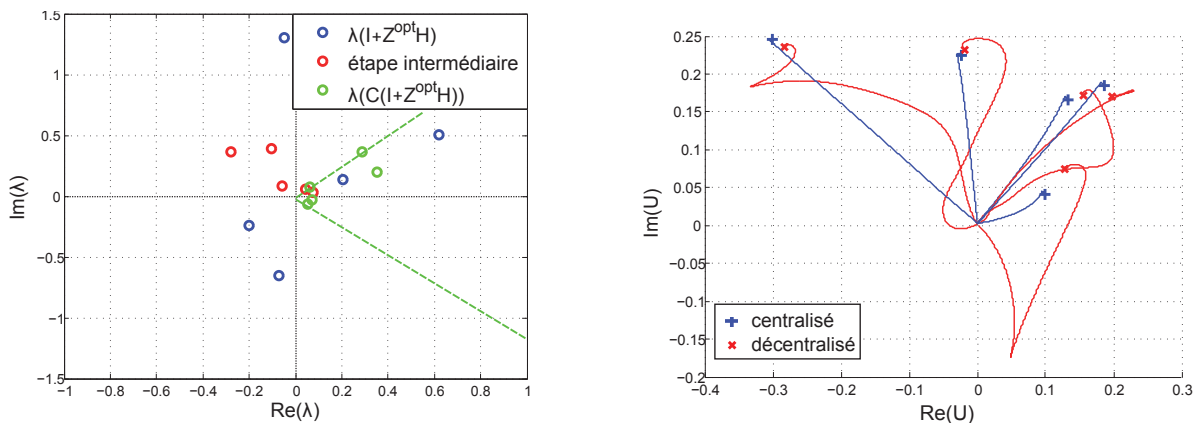 1.5
1
0.5
0
−0.5
−1
−1.5
−1 −0.8 −0.6 −0.4 −0.2 0 0.2 0.4 0.6 0.8 1
Im(λ)
Re(λ)
λ(I+Z^opt H)
étape intermédiaire
λ(C(I+Z^opt H))
0.25
0.2
0.15
0.1
0.05
0
−0.05
−0.1
−0.15
−0.2
−0.4 −0.3 −0.2 −0.1 0 0.1 0.2 0.3
Im(U)
Re(U)
centralisé
décentralisé